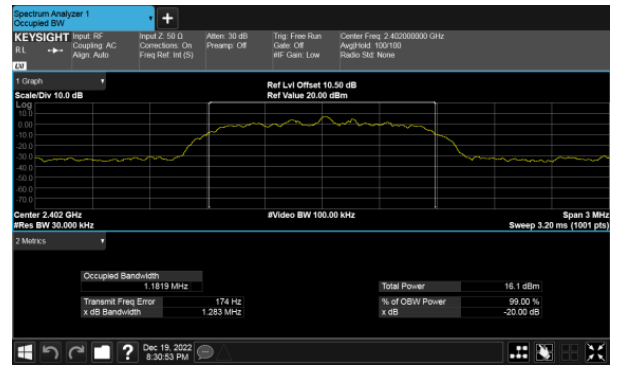 Spectrum Analyzer 1
Occupied BW
+
KEYSIGHT Input: RF Input Z: 50 Ω Atten: 30 dB Trig: Free Run Center Freq: 2.402000000 GHz
RL Coupling: AC Corrections: On Preamp: Off Gate: Off Avg|Hold: 100/100
Align: Auto Freq Ref: Int (S) #IF Gain: Low Radio Std: None
LXI
1 Graph
Ref Lvl Offset 10.50 dB
Scale/Div 10.0 dB Ref Value 20.00 dBm
Log
10.0
0.00
-10.0
-20.0
-30.0
-40.0
-50.0
-60.0
-70.0
Center 2.402 GHz #Video BW 100.00 kHz Span 3 MHz
#Res BW 30.000 kHz Sweep 3.20 ms (1001 pts)
2 Metrics
Occupied Bandwidth
1.1819 MHz Total Power 16.1 dBm
Transmit Freq Error 174 Hz % of OBW Power 99.00 %
x dB Bandwidth 1.283 MHz x dB -20.00 dB
? Dec 19, 2022
8:30:53 PM